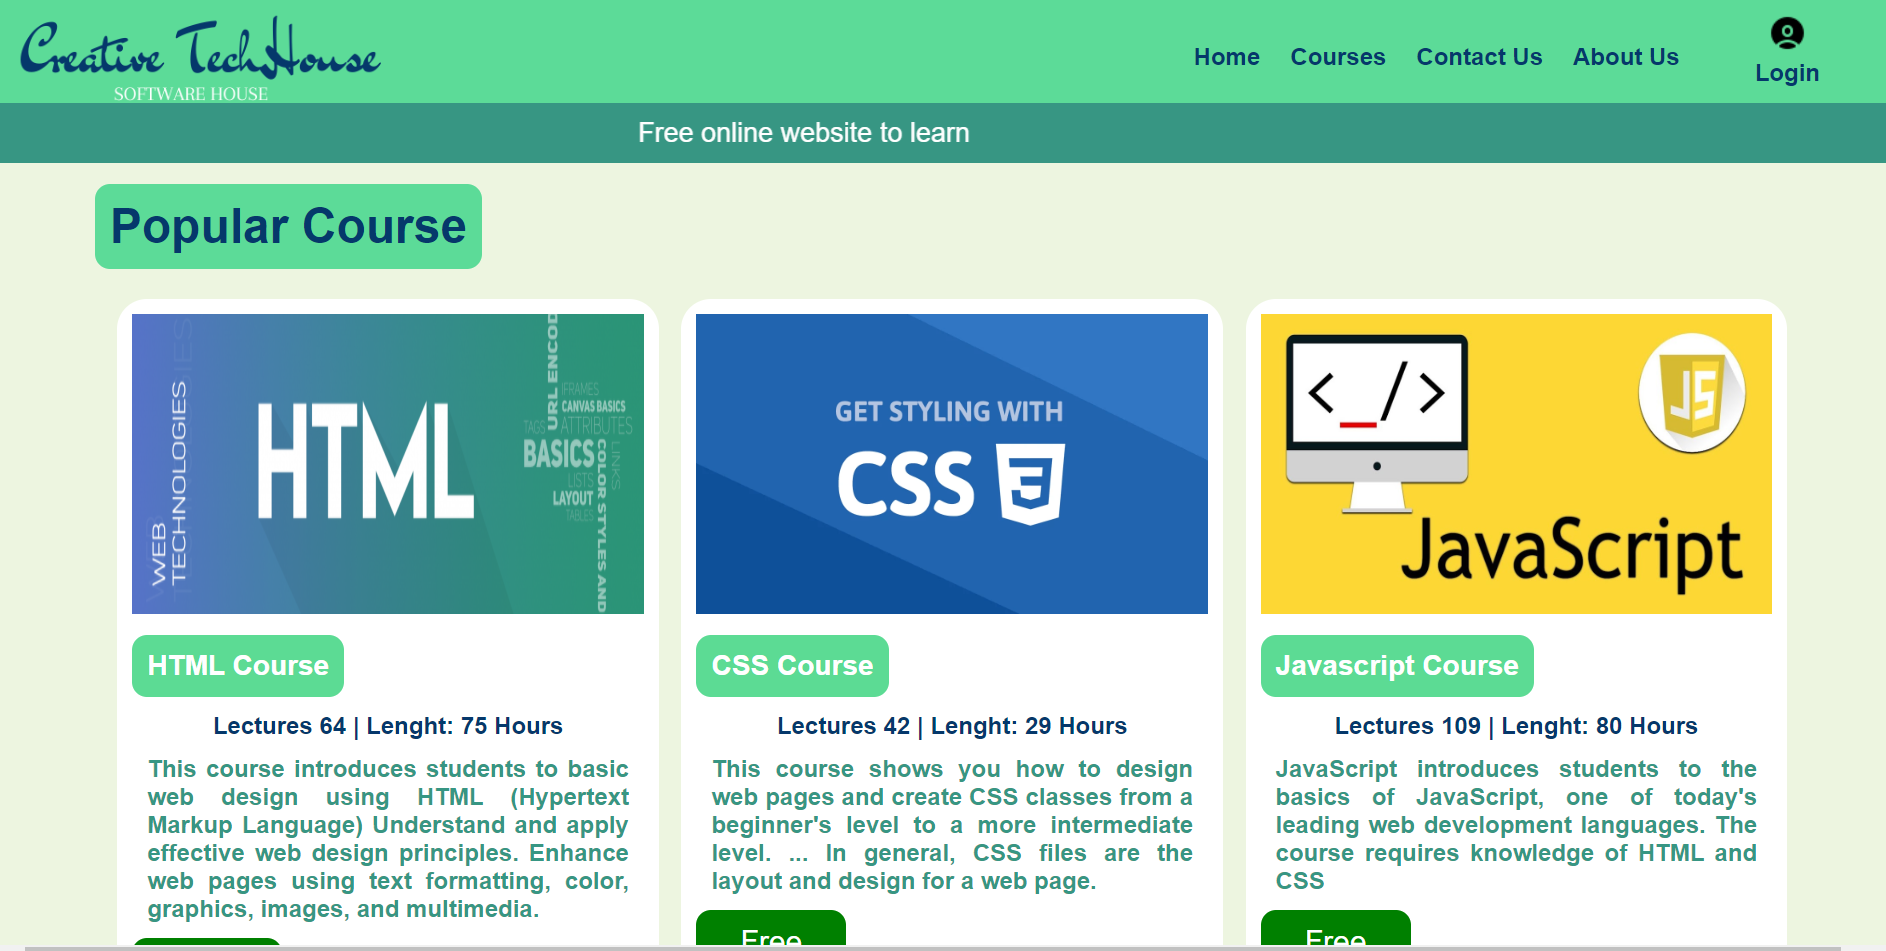 Creative TechHouse
SOFTWARE HOUSE
Home Courses Contact Us About Us
Login
Free online website to learn
Popular Course
WEB
TECHNOLOGIES
HTML
URL ENCOD
IFRAMES
CANVAS BASICS
TAGS
ATTRIBUTES
BASICS
LINKS
LISTS
LAYOUT
TABLES
COLOR STYLES AND
HTML Course
Lectures 64 | Lenght: 75 Hours
This course introduces students to basic
web design using HTML (Hypertext
Markup Language) Understand and apply
effective web design principles. Enhance
web pages using text formatting, color,
graphics, images, and multimedia.
GET STYLING WITH
CSS
CSS Course
Lectures 42 | Lenght: 29 Hours
This course shows you how to design
web pages and create CSS classes from a
beginner's level to a more intermediate
level. ... In general, CSS files are the
layout and design for a web page.
Free
<_/>
JS
JavaScript
Javascript Course
Lectures 109 | Lenght: 80 Hours
JavaScript introduces students to the
basics of JavaScript, one of today's
leading web development languages. The
course requires knowledge of HTML and
CSS
Free